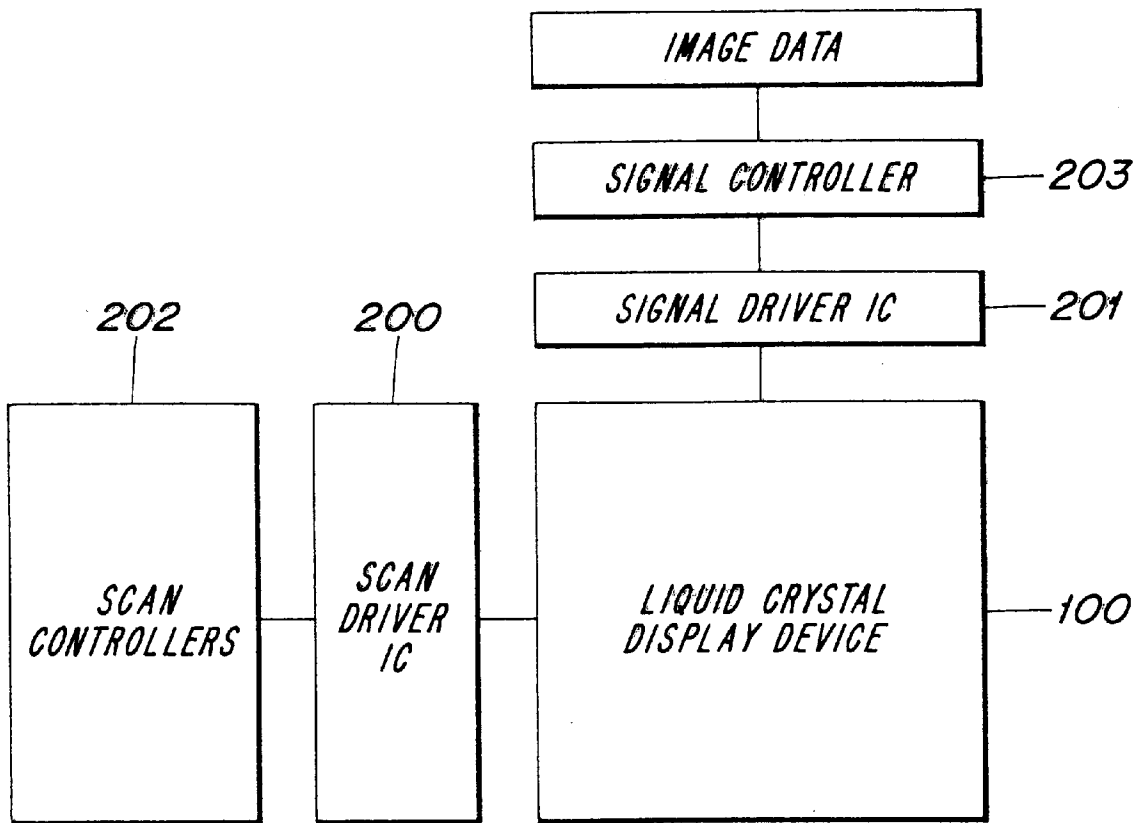 IMAGE DATA
SIGNAL CONTROLLER
203
SIGNAL DRIVER IC
201
202
200
SCAN
CONTROLLERS
SCAN
DRIVER
IC
LIQUID CRYSTAL
DISPLAY DEVICE
100